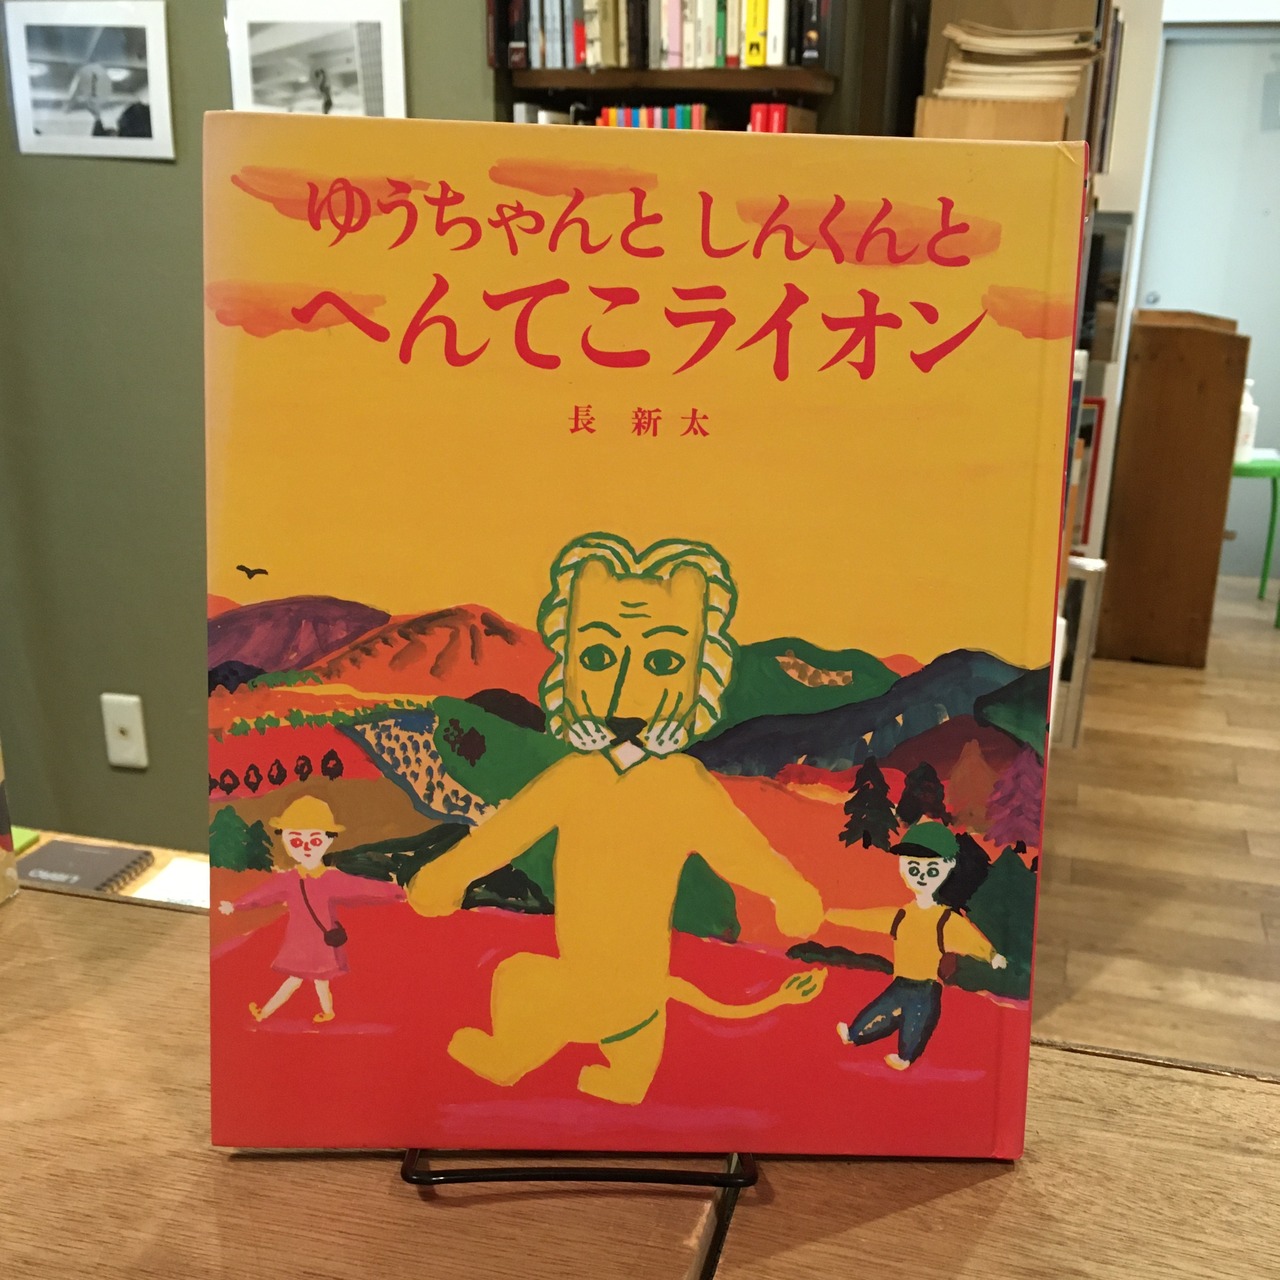 ゆうちゃんと しんくんと
へんてこライオン
長 新太